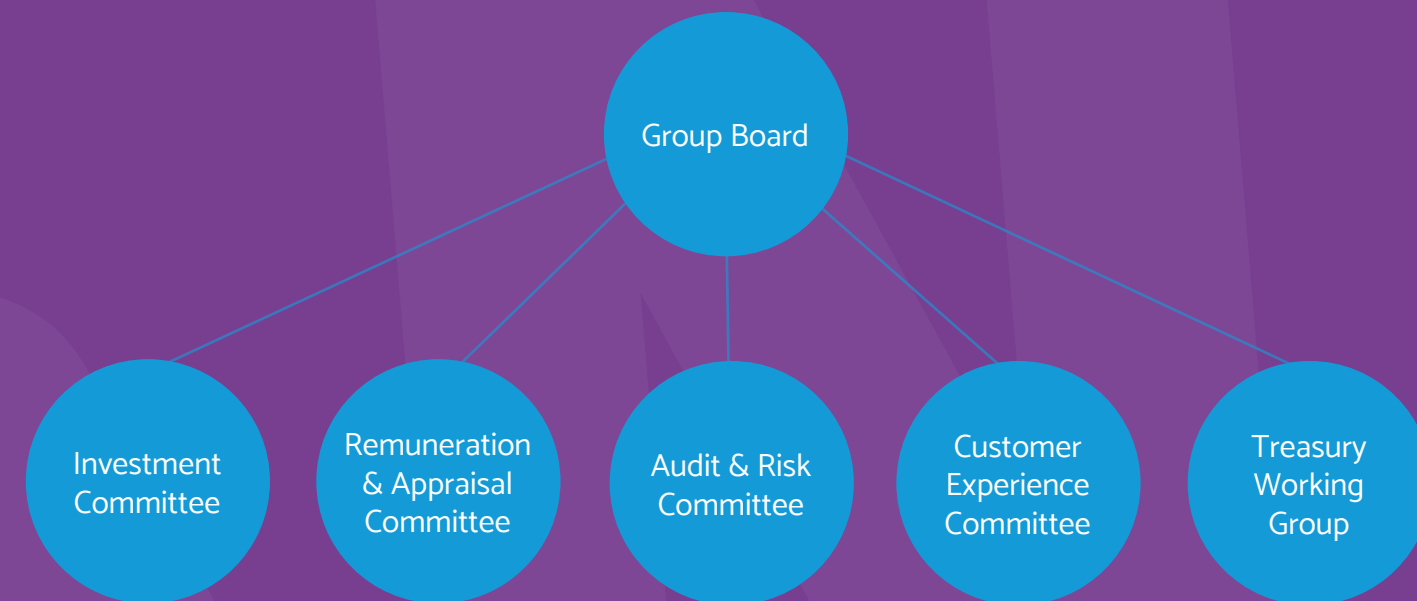 Group Board
Investment
Committee
Remuneration
& Appraisal
Committee
Audit & Risk
Committee
Customer
Experience
Committee
Treasury
Working
Group